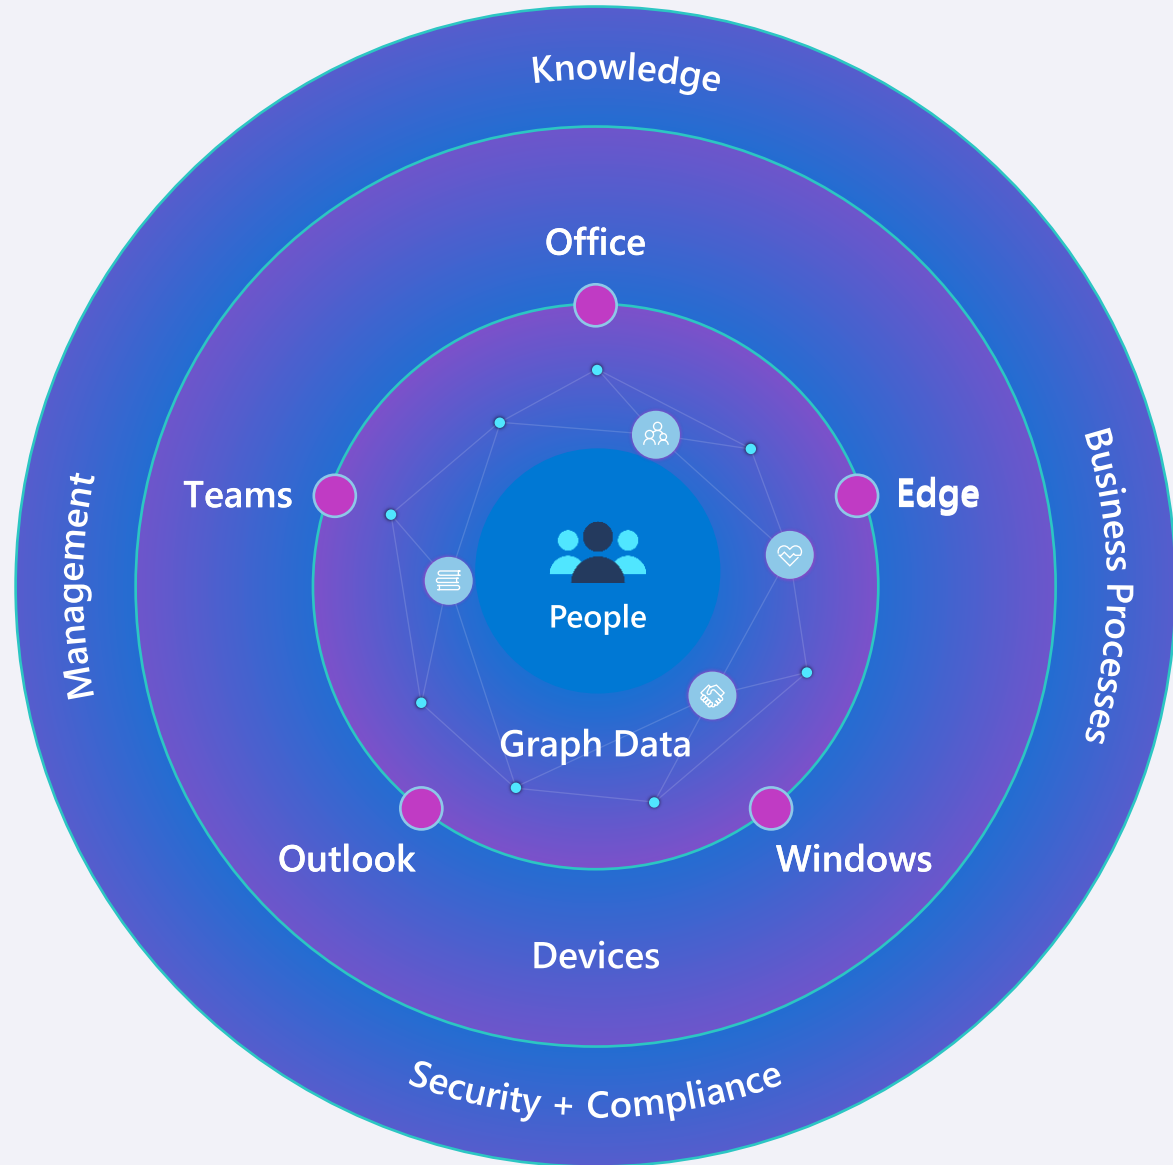 Knowledge
Office
Teams
Edge
Management
Business Processes
People
Graph Data
Outlook
Windows
Devices
Security + Compliance